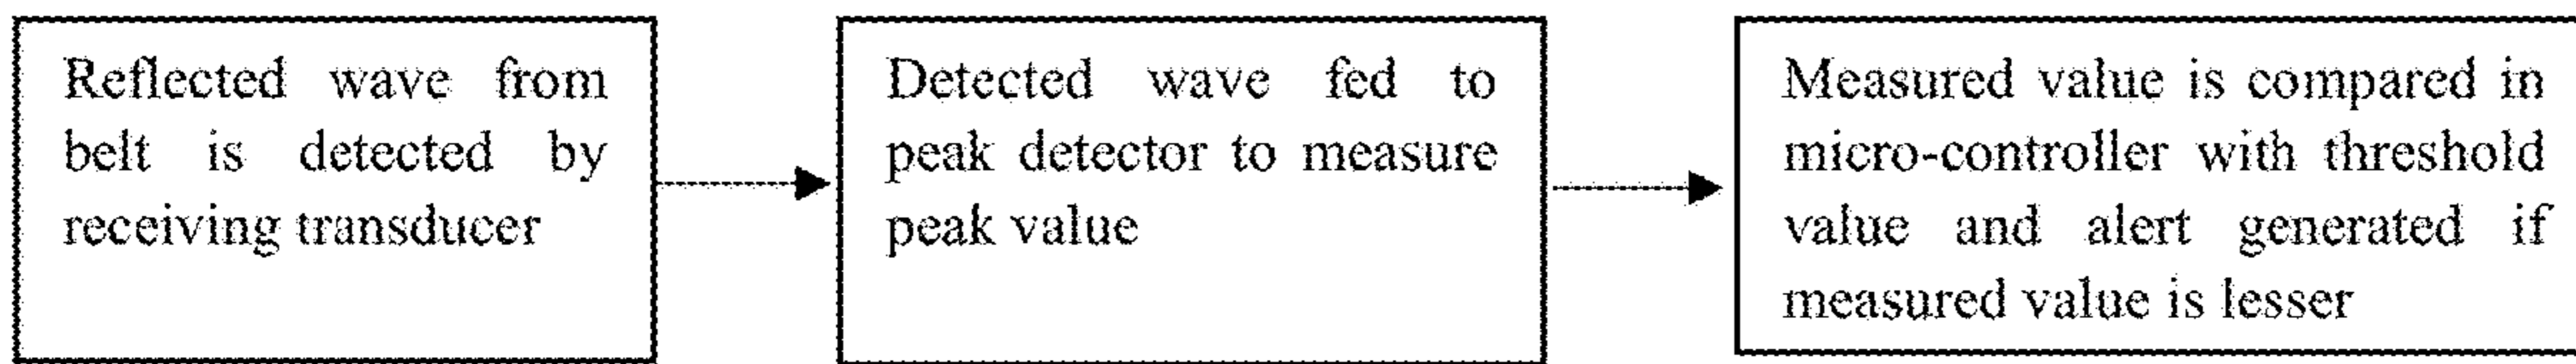 Reflected wave from
belt is detected by
receiving transducer
Detected wave fed to
peak detector to measure
peak value
Measured value is compared in
micro-controller with threshold
value and alert generated if
measured value is lesser